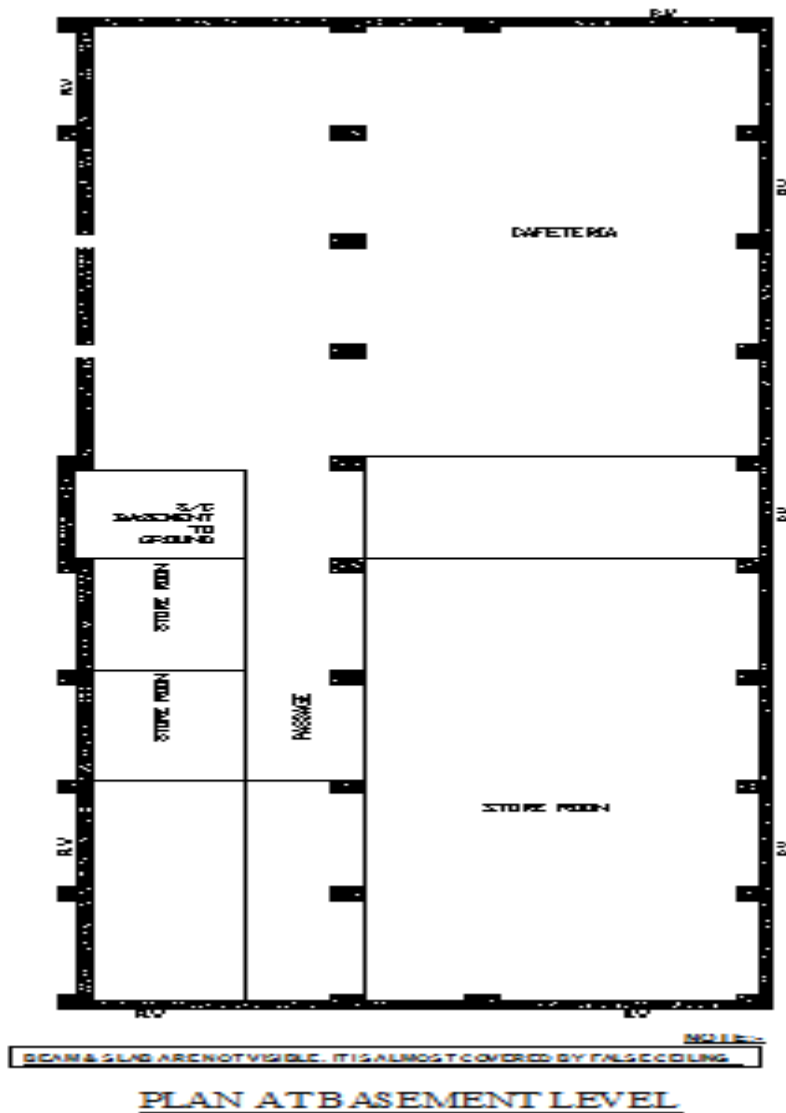 R.W
R.W
R.W
CAFETERIA
S/C
BASEMENT
TO
GROUND
R.W
STORE ROOM
STORE ROOM
PASSAGE
STORE ROOM
R.W
R.W
R.W
R.W
NOTE:-
BEAM & SLAB ARE NOT VISIBLE. IT IS ALMOST COVERED BY FALSE CEILING
PLAN AT BASEMENT LEVEL